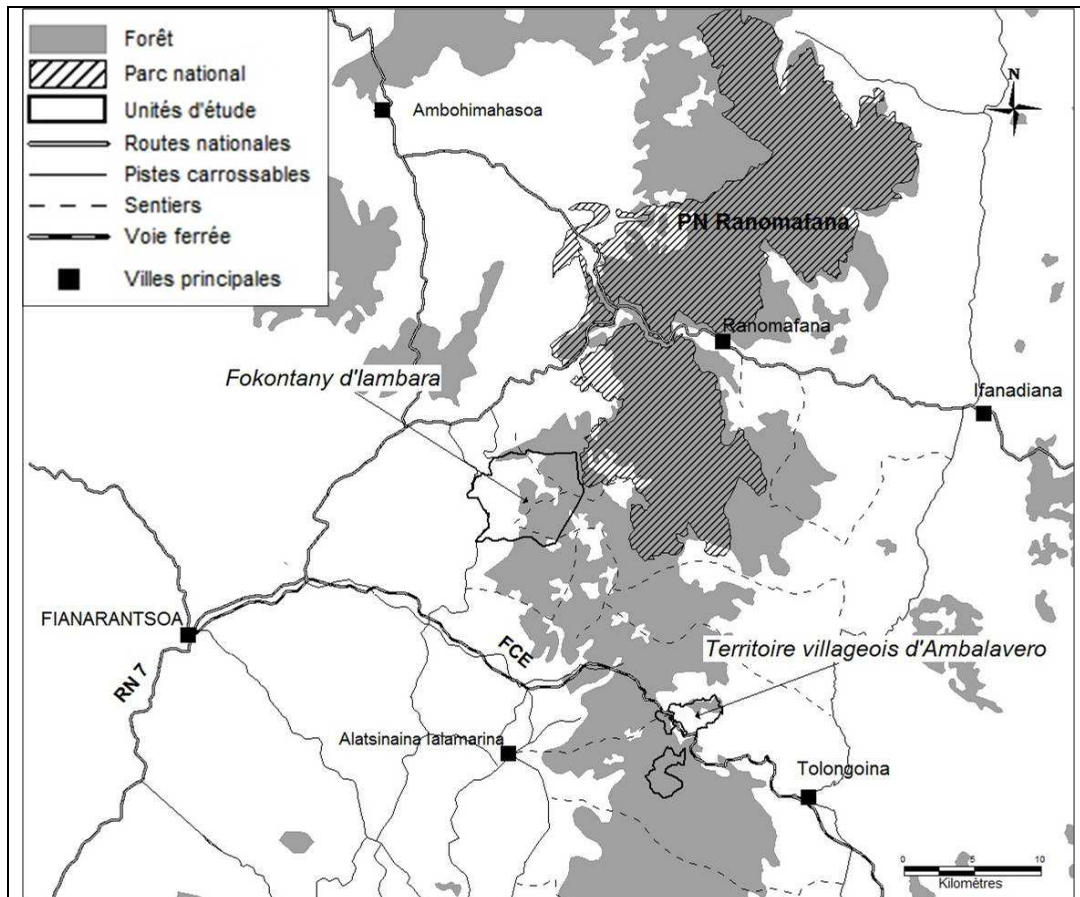 Forêt
Parc national
Unités d'étude
Routes nationales
Pistes carrossables
Sentiers
Voie ferrée
Villes principales
N
Ambohimahasoa
PN Ranomafana
Ranomafana
Fokontany d'Iambara
Ifanadiana
FIANARANTSOA
FCE
RN 7
Territoire villageois d'Ambalavero
Alatsinaina Ialamarina
Tolongoina
0 5 10
Kilomètres